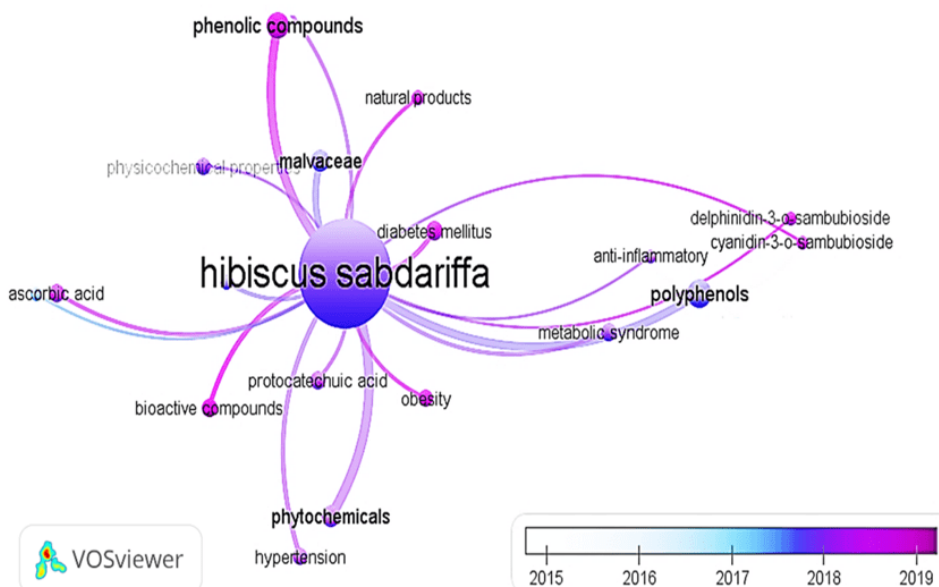 phenolic compounds
natural products
malvaceae
physicochemical properties
diabetes mellitus
delphinidin-3-o-sambubioside
cyanidin-3-o-sambubioside
anti-inflammatory
hibiscus sabdariffa
ascorbic acid
polyphenols
metabolic syndrome
protocatechuic acid
obesity
bioactive compounds
phytochemicals
hypertension
VOSviewer
2015 2016 2017 2018 2019